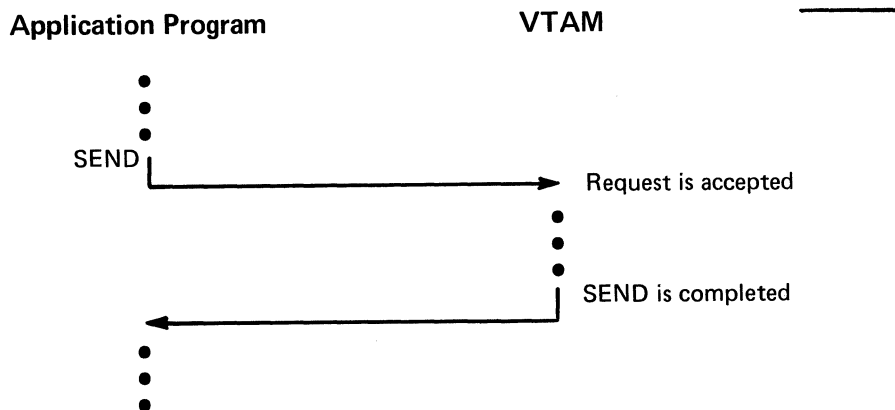 Application Program VTAM
SEND
Request is accepted
SEND is completed